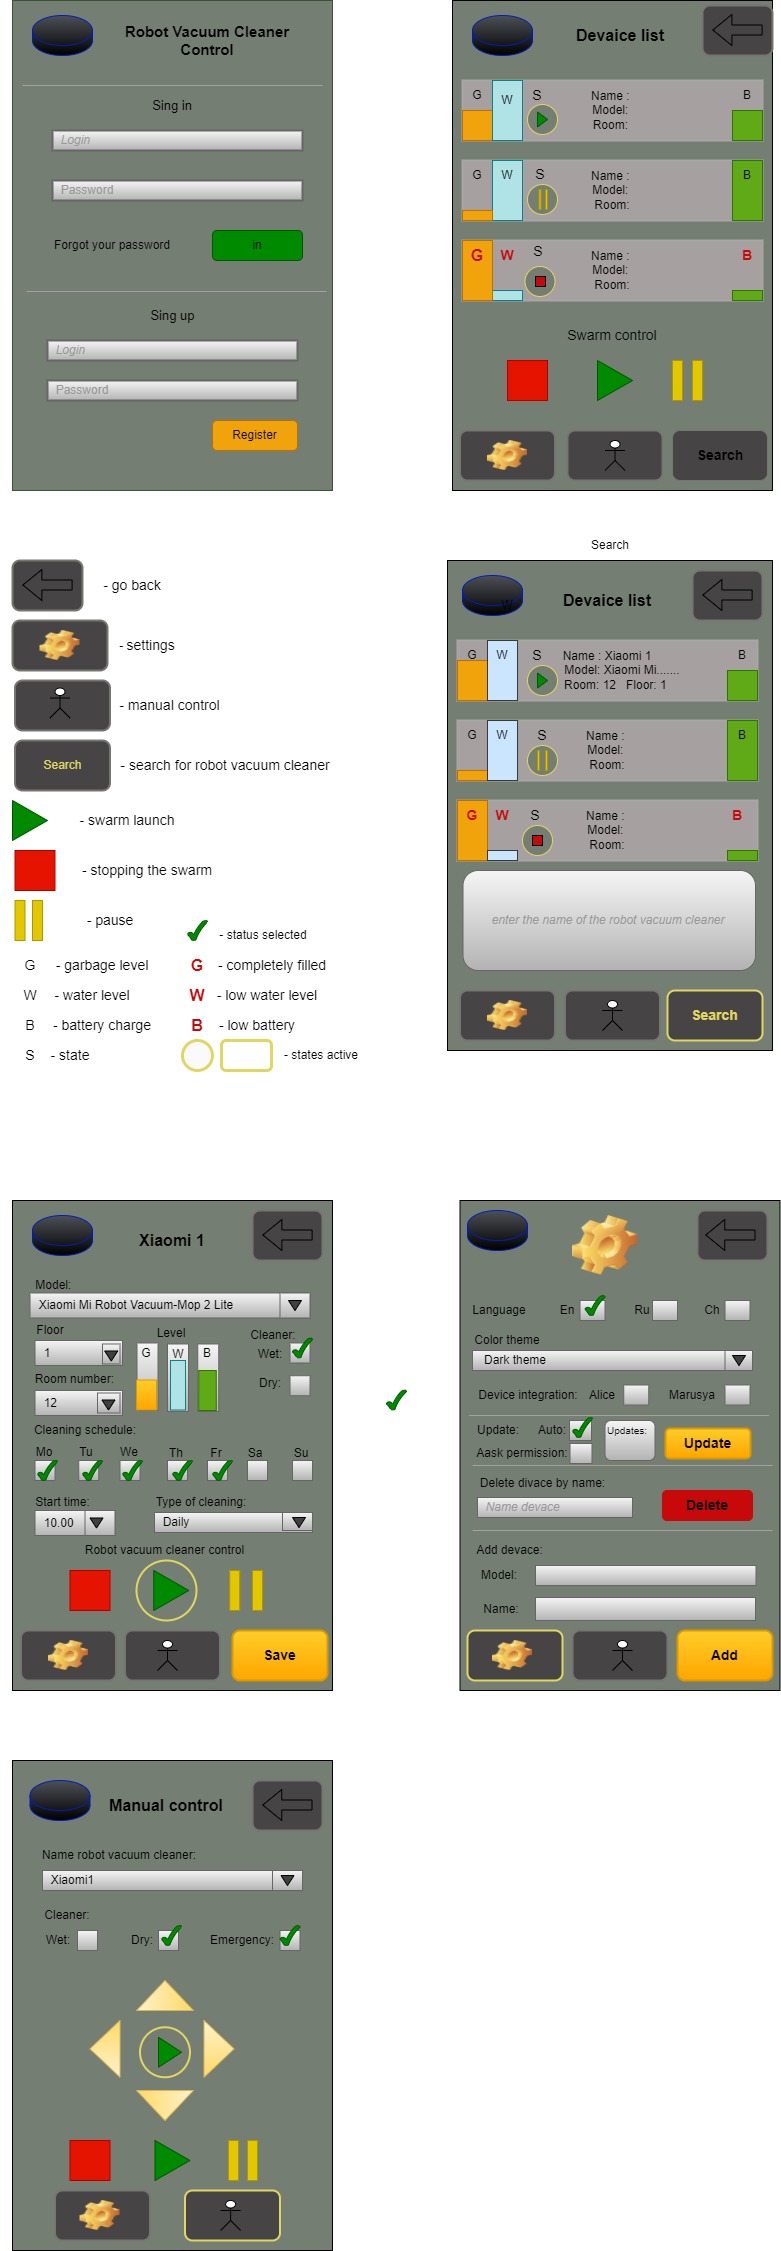 Robot Vacuum Cleaner
Control
Sing in
Login
Password
Forgot your password
in
Sing up
Login
Password
Register
Devaice list
G W S Name : B
Model:
Room:
G W S Name : B
Model:
Room:
G W S Name : B
Model:
Room:
Swarm control
Search
- go back
- settings
- manual control
Search - search for robot vacuum cleaner
- swarm launch
- stopping the swarm
- pause
- status selected
G - garbage level
G - completely filled
W - water level
W - low water level
B - battery charge
B - low battery
S - state
- states active
Search
W
Devaice list
G W S Name : Xiaomi 1 B
Model: Xiaomi Mi.......
Room: 12 Floor: 1
G W S Name : B
Model:
Room:
G W S Name : B
Model:
Room:
enter the name of the robot vacuum cleaner
Search
Xiaomi 1
Model:
Xiaomi Mi Robot Vacuum-Mop 2 Lite
Floor Level Cleaner:
1 G W B Wet:
Room number: Dry:
12
Cleaning schedule:
Mo Tu We Th Fr Sa Su
Start time: Type of cleaning:
10.00 Daily
Robot vacuum cleaner control
Save
Language En Ru Ch
Color theme
Dark theme
Device integration: Alice Marusya
Update: Auto: Updates: Update
Aask permission:
Delete divace by name:
Name devace Delete
Add devace:
Model:
Name:
Add
Manual control
Name robot vacuum cleaner:
Xiaomi1
Cleaner:
Wet: Dry: Emergency: